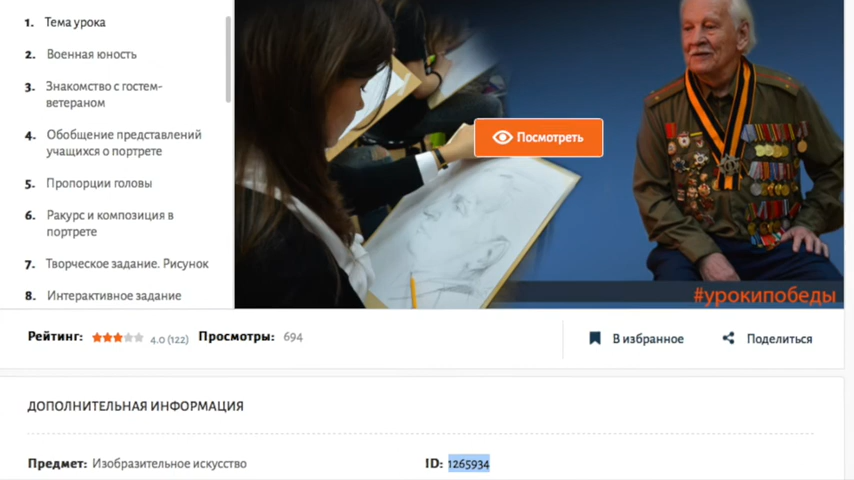 1. Тема урока
2. Военная юность
3. Знакомство с гостем-
ветераном
4. Обобщение представлений
учащихся о портрете
5. Пропорции головы
6. Ракурс и композиция в
портрете
7. Творческое задание. Рисунок
8. Интерактивное задание
Посмотреть
#урокипобеды
Рейтинг: 4.0 (122) Просмотры: 694
В избранное Поделиться
ДОПОЛНИТЕЛЬНАЯ ИНФОРМАЦИЯ
Предмет: Изобразительное искусство ID: 1265934